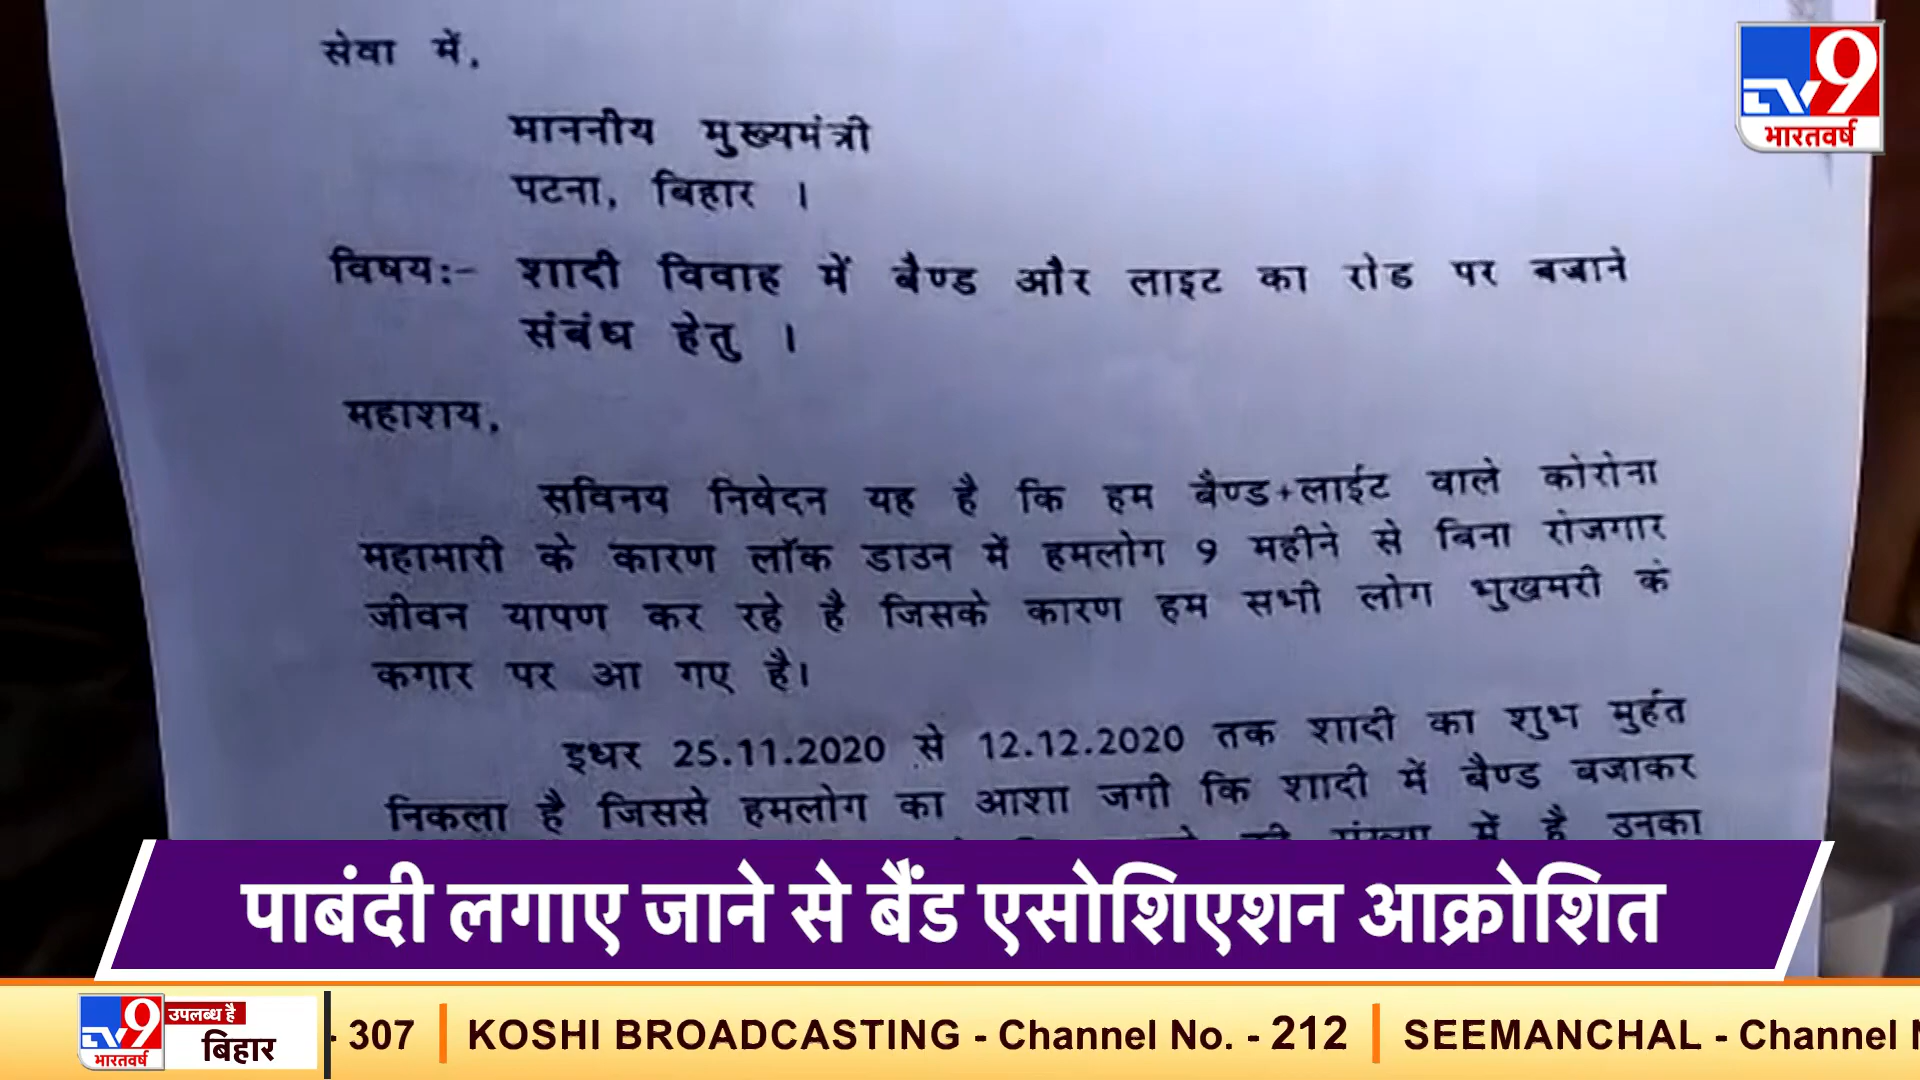 सेवा में,
माननीय मुख्यमंत्री
पटना, बिहार ।
विषयः- शादी विवाह में बैण्ड और लाइट का रोड पर बजाने
संबंध हेतु ।
महाशय,
सविनय निवेदन यह है कि हम बैण्ड+लाईट वाले कोरोना
महामारी के कारण लॉक डाउन में हमलोग 9 महीने से बिना रोजगार
जीवन यापण कर रहे है जिसके कारण हम सभी लोग भुखमरी के
कगार पर आ गए है।
इधर 25.11.2020 से 12.12.2020 तक शादी का शुभ मुर्हत
निकला है जिससे हमलोग का आशा जगी कि शादी में बैण्ड बजाकर
संख्या में है उनका
TV9
भारतवर्ष
पाबंदी लगाए जाने से बैंड एसोशिएशन आक्रोशित
TV9
भारतवर्ष
उपलब्ध है
बिहार
- 307 | KOSHI BROADCASTING - Channel No. - 212 | SEEMANCHAL - Channel